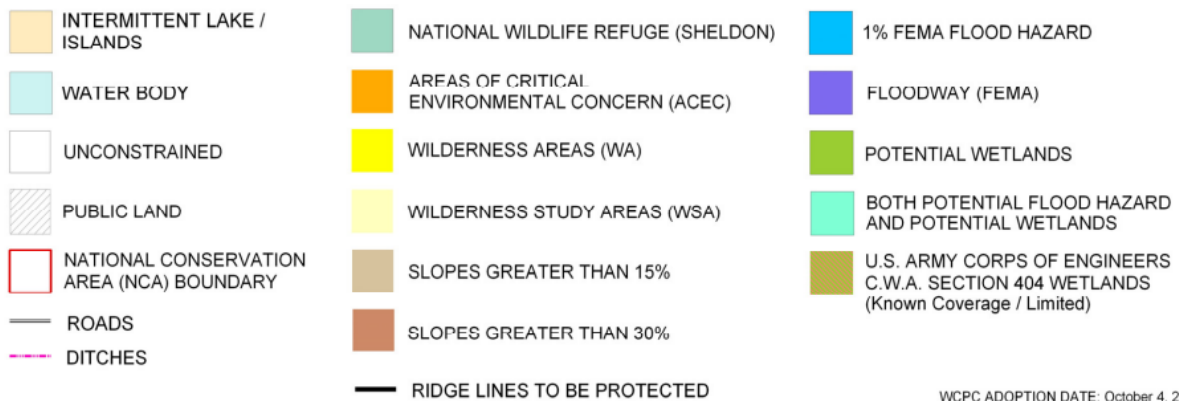 INTERMITTENT LAKE /
ISLANDS
WATER BODY
UNCONSTRAINED
PUBLIC LAND
NATIONAL CONSERVATION
AREA (NCA) BOUNDARY
ROADS
DITCHES
NATIONAL WILDLIFE REFUGE (SHELDON)
AREAS OF CRITICAL
ENVIRONMENTAL CONCERN (ACEC)
WILDERNESS AREAS (WA)
WILDERNESS STUDY AREAS (WSA)
SLOPES GREATER THAN 15%
SLOPES GREATER THAN 30%
RIDGE LINES TO BE PROTECTED
1% FEMA FLOOD HAZARD
FLOODWAY (FEMA)
POTENTIAL WETLANDS
BOTH POTENTIAL FLOOD HAZARD
AND POTENTIAL WETLANDS
U.S. ARMY CORPS OF ENGINEERS
C.W.A. SECTION 404 WETLANDS
(Known Coverage / Limited)
WCPC ADOPTION DATE: October 4, 2